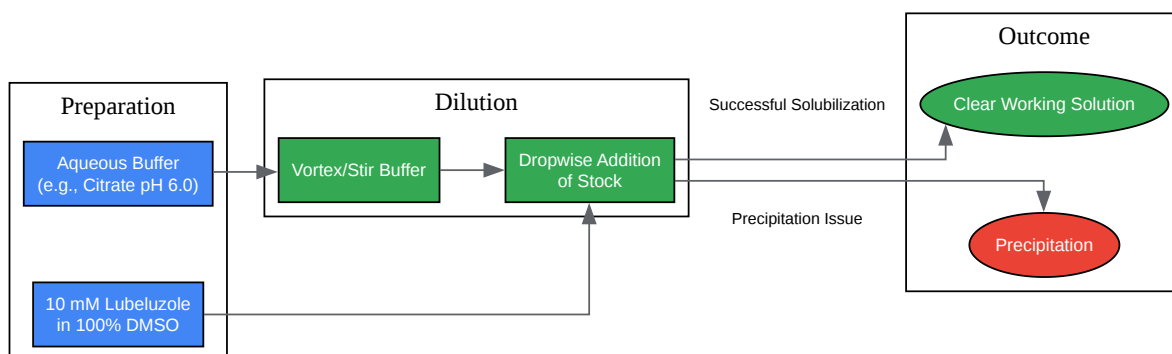 Preparation
Aqueous Buffer
(e.g., Citrate pH 6.0)
10 mM Lubeluzole
in 100% DMSO
Dilution
Vortex/Stir Buffer
Dropwise Addition
of Stock
Successful Solubilization
Precipitation Issue
Outcome
Clear Working Solution
Precipitation